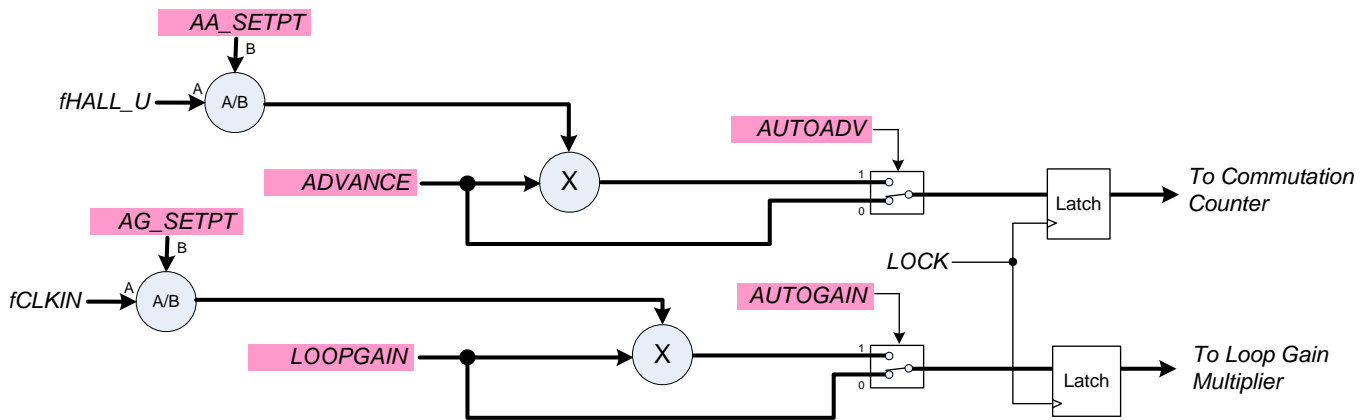 AA_SETPT
B
fHALL_U
A
A/B
AUTOADV
ADVANCE
X
1
0
Latch
To Commutation
Counter
AG_SETPT
B
LOCK
fCLKIN
A
A/B
AUTOGAIN
LOOPGAIN
X
1
0
Latch
To Loop Gain
Multiplier